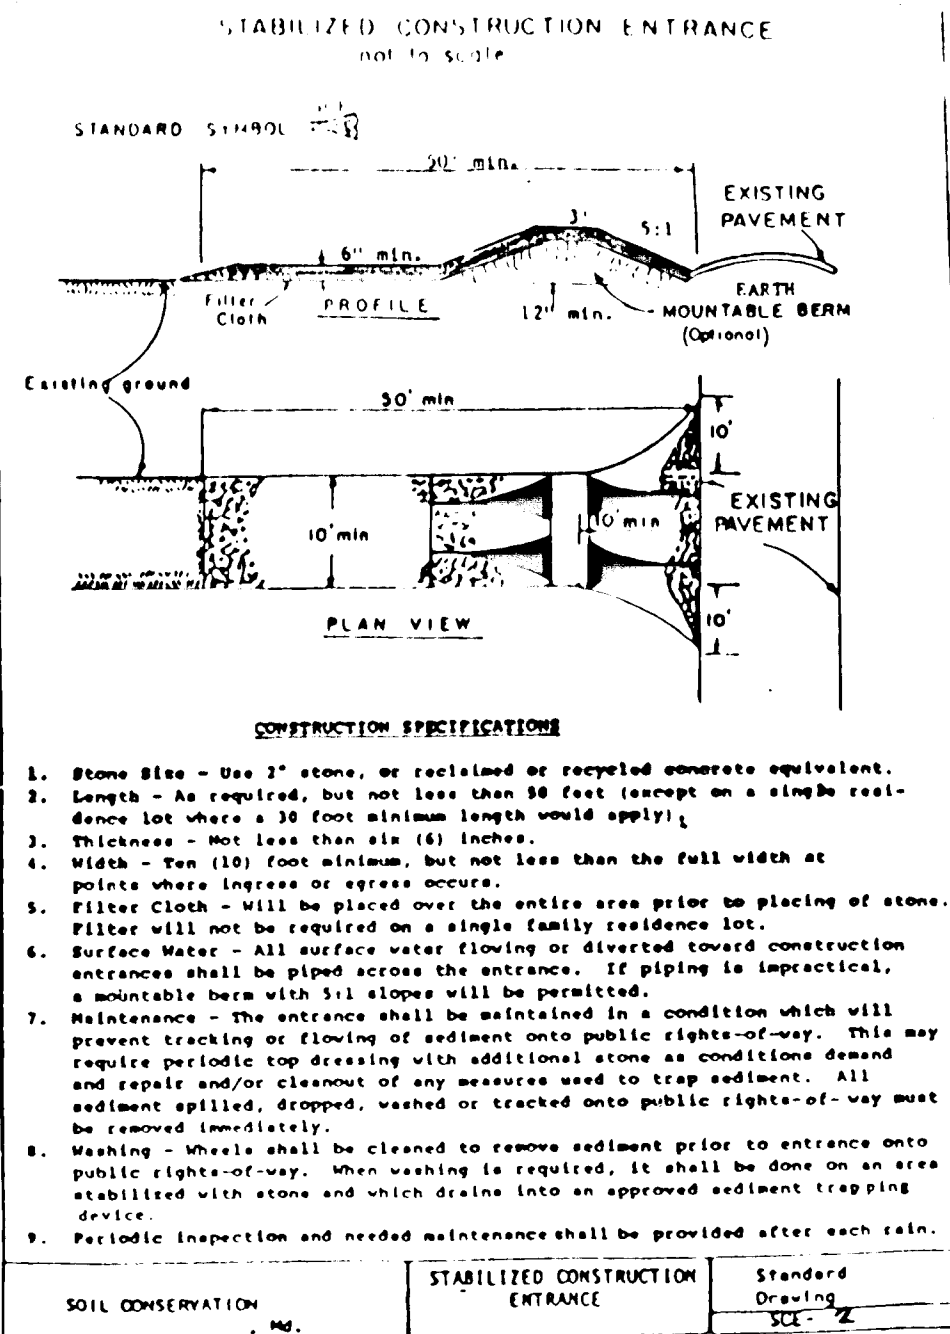 STABILIZED CONSTRUCTION ENTRANCE
not to scale
STANDARD SYMBOL
50' min.
EXISTING
PAVEMENT
3'
5:1
6" min.
Filter
Cloth
PROFILE
12" min.
EARTH
MOUNTABLE BERM
(Optional)
Existing ground
50' min
10'
10' min
10' min
EXISTING
PAVEMENT
10'
PLAN VIEW
CONSTRUCTION SPECIFICATIONS
1. Stone Size - Use 2" stone, or reclaimed or recycled concrete equivalent.
2. Length - As required, but not less than 50 feet (except on a single resi-
dence lot where a 30 foot minimum length would apply).
3. Thickness - Not less than six (6) inches.
4. Width - Ten (10) foot minimum, but not less than the full width at
points where ingress or egress occurs.
5. Filter Cloth - Will be placed over the entire area prior to placing of stone.
Filter will not be required on a single family residence lot.
6. Surface Water - All surface water flowing or diverted toward construction
entrances shall be piped across the entrance. If piping is impractical,
a mountable berm with 5:1 slopes will be permitted.
7. Maintenance - The entrance shall be maintained in a condition which will
prevent tracking or flowing of sediment onto public rights-of-way. This may
require periodic top dressing with additional stone as conditions demand
and repair and/or cleanout of any measures used to trap sediment. All
sediment spilled, dropped, washed or tracked onto public rights-of-way must
be removed immediately.
8. Washing - Wheels shall be cleaned to remove sediment prior to entrance onto
public rights-of-way. When washing is required, it shall be done on an area
stabilized with stone and which drains into an approved sediment trapping
device.
9. Periodic inspection and needed maintenance shall be provided after each rain.
SOIL CONSERVATION
, Md.
STABILIZED CONSTRUCTION
ENTRANCE
Standard
Drawing
SCE - 2